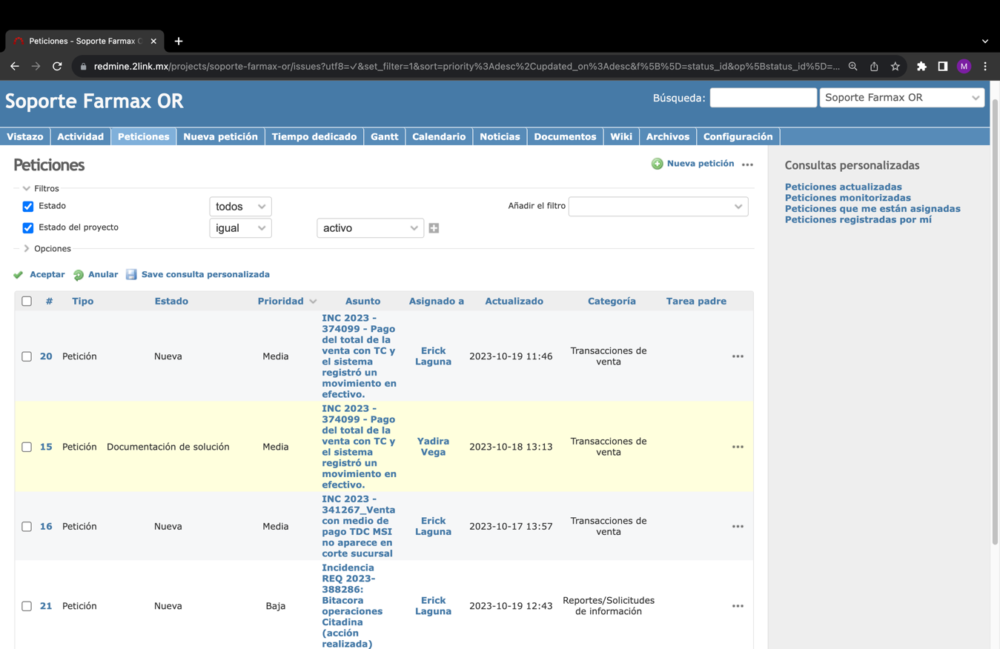 Peticiones - Soporte Farmax
redmine.2link.mx/projects/soporte-farmax-or/issues?utf8=✓&set_filter=1&sort=priority%3Adesc%2Cupdated_on%3Adesc&f%5B%5D=status_id&op%5Bstatus_id%5D=...
M
Soporte Farmax OR
Búsqueda:
Soporte Farmax OR
Vistazo Actividad Peticiones Nueva petición Tiempo dedicado Gantt Calendario Noticias Documentos Wiki Archivos Configuración
Peticiones
Nueva petición
Filtros
Estado todos Añadir el filtro
Estado del proyecto igual activo
Opciones
Aceptar Anular Save consulta personalizada
# Tipo Estado Prioridad Asunto Asignado a Actualizado Categoría Tarea padre
20 Petición Nueva Media
INC 2023 -
374099 - Pago
del total de la
venta con TC y
el sistema
registró un
movimiento en
efectivo.
Erick
Laguna
2023-10-19 11:46
Transacciones de
venta
15 Petición Documentación de solución Media
INC 2023 -
374099 - Pago
del total de la
venta con TC y
el sistema
registró un
movimiento en
efectivo.
Yadira
Vega
2023-10-18 13:13
Transacciones de
venta
16 Petición Nueva Media
INC 2023 -
341267_Venta
con medio de
pago TDC MSI
no aparece en
corte sucursal
Erick
Laguna
2023-10-17 13:57
Transacciones de
venta
21 Petición Nueva Baja
Incidencia
REQ 2023-
388286:
Bitacora
operaciones
Citadina
(acción
realizada)
Erick
Laguna
2023-10-19 12:43
Reportes/Solicitudes
de información
Consultas personalizadas
Peticiones actualizadas
Peticiones monitorizadas
Peticiones que me están asignadas
Peticiones registradas por mí